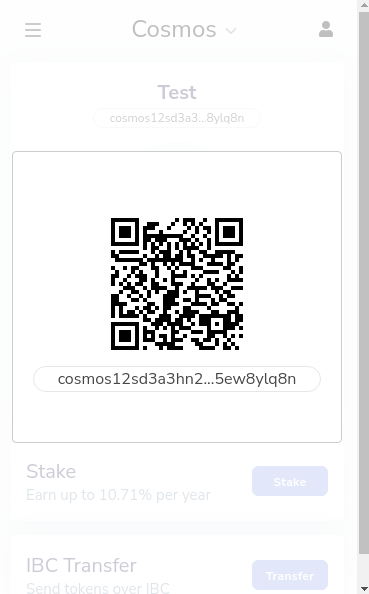 Cosmos
Test
cosmos12sd3a3...8ylq8n
cosmos12sd3a3hn2...5ew8ylq8n
Stake
Earn up to 10.71% per year
Stake
IBC Transfer
Send tokens over IBC
Transfer